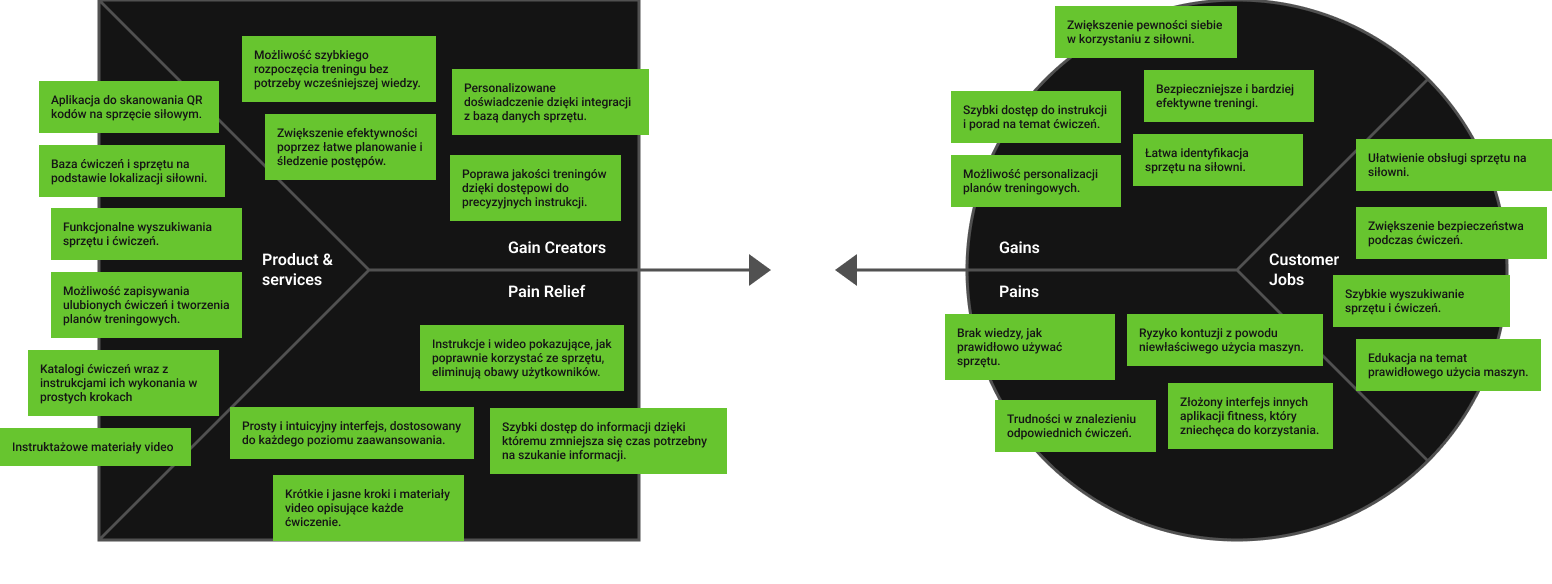 Aplikacja do skanowania QR
kodów na sprzęcie siłowym.
Baza ćwiczeń i sprzętu na
podstawie lokalizacji siłowni.
Funkcjonalne wyszukiwania
sprzętu i ćwiczeń.
Możliwość zapisywania
ulubionych ćwiczeń i tworzenia
planów treningowych.
Katalogi ćwiczeń wraz z
instrukcjami ich wykonania w
prostych krokach
Instruktażowe materiały video
Product &
services
Możliwość szybkiego
rozpoczęcia treningu bez
potrzeby wcześniejszej wiedzy.
Zwiększenie efektywności
poprzez łatwe planowanie i
śledzenie postępów.
Personalizowane
doświadczenie dzięki integracji
z bazą danych sprzętu.
Poprawa jakości treningów
dzięki dostępowi do
precyzyjnych instrukcji.
Gain Creators
Pain Relief
Instrukcje i wideo pokazujące, jak
poprawnie korzystać ze sprzętu,
eliminują obawy użytkowników.
Prosty i intuicyjny interfejs, dostosowany
do każdego poziomu zaawansowania.
Szybki dostęp do informacji dzięki
któremu zmniejsza się czas potrzebny
na szukanie informacji.
Krótkie i jasne kroki i materiały
video opisujące każde
ćwiczenie.
Zwiększenie pewności siebie
w korzystaniu z siłowni.
Szybki dostęp do instrukcji
i porad na temat ćwiczeń.
Bezpieczniejsze i bardziej
efektywne treningi.
Możliwość personalizacji
planów treningowych.
Łatwa identyfikacja
sprzętu na siłowni.
Gains
Pains
Brak wiedzy, jak
prawidłowo używać
sprzętu.
Ryzyko kontuzji z powodu
niewłaściwego użycia maszyn.
Trudności w znalezieniu
odpowiednich ćwiczeń.
Złożony interfejs innych
aplikacji fitness, który
zniechęca do korzystania.
Customer
Jobs
Ułatwienie obsługi sprzętu na
siłowni.
Zwiększenie bezpieczeństwa
podczas ćwiczeń.
Szybkie wyszukiwanie
sprzętu i ćwiczeń.
Edukacja na temat
prawidłowego użycia maszyn.